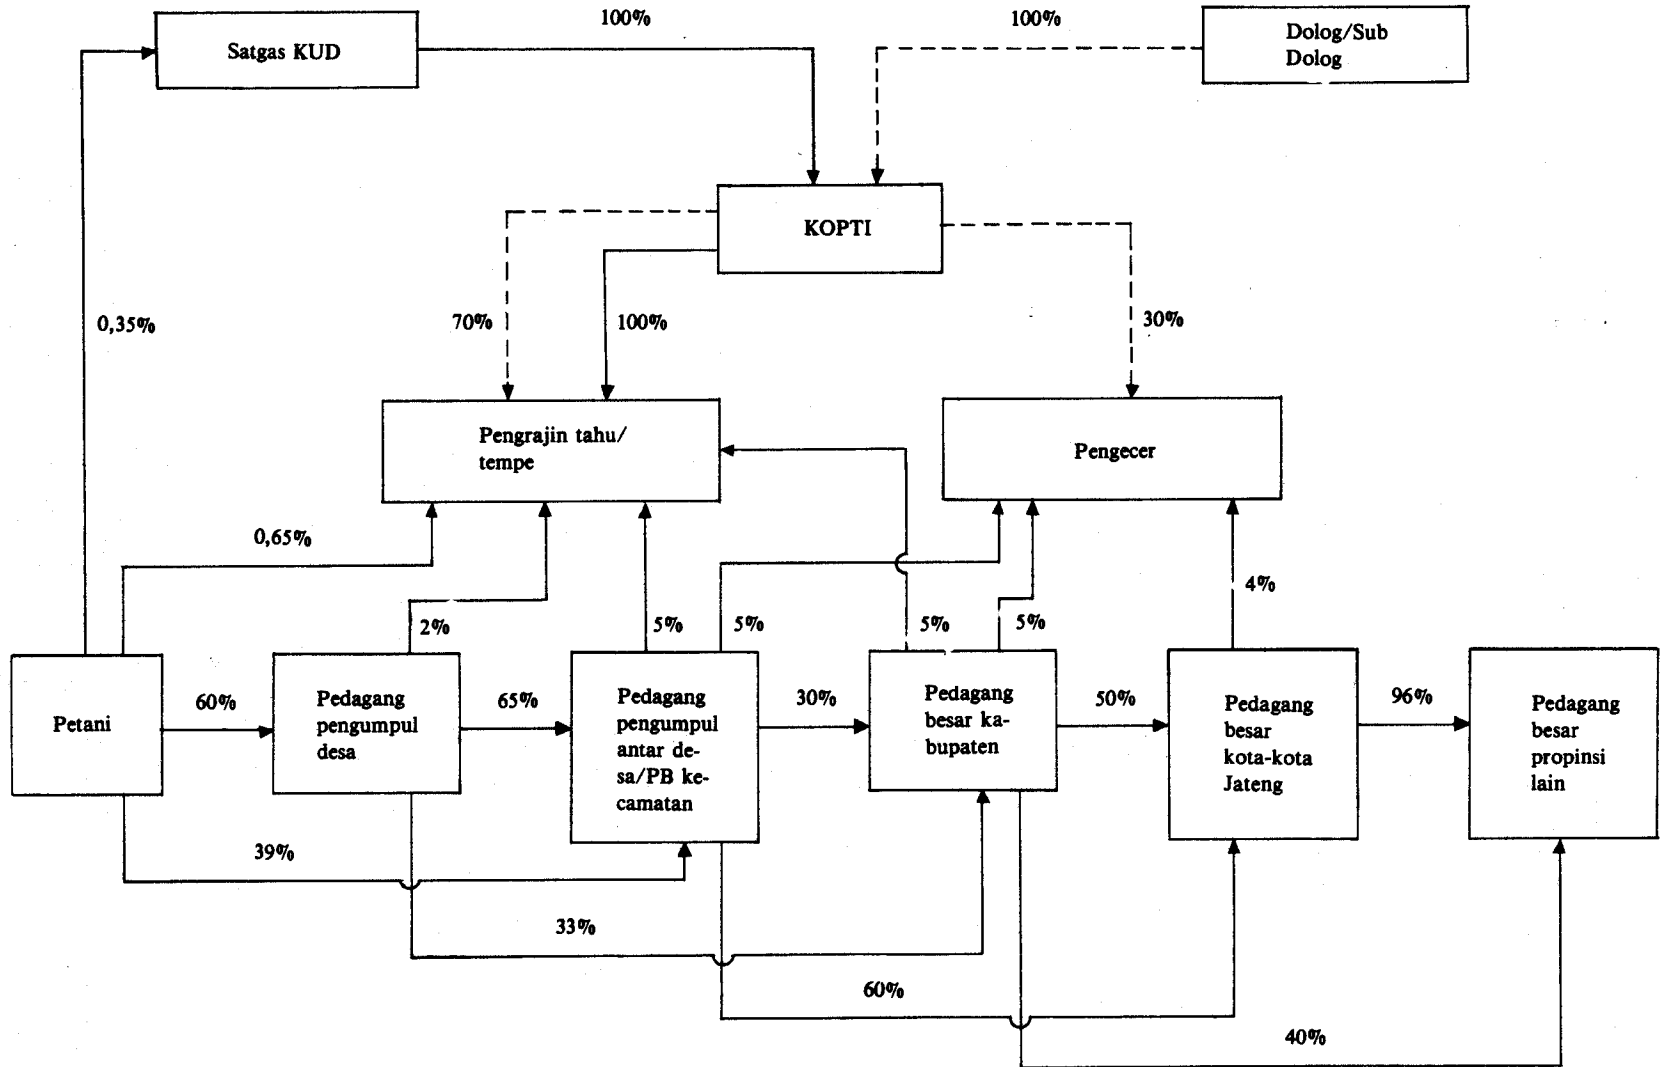 100%
100%
Satgas KUD
Dolog/Sub
Dolog
KOPTI
0,35%
70%
100%
30%
Pengrajin tahu/
tempe
Pengecer
0,65%
2%
5%
5%
5%
5%
4%
Petani
60%
Pedagang
pengumpul
desa
65%
Pedagang
pengumpul
antar de-
sa/PB ke-
camatan
30%
Pedagang
besar ka-
bupaten
50%
Pedagang
besar
kota-kota
Jateng
96%
Pedagang
besar
propinsi
lain
39%
33%
60%
40%